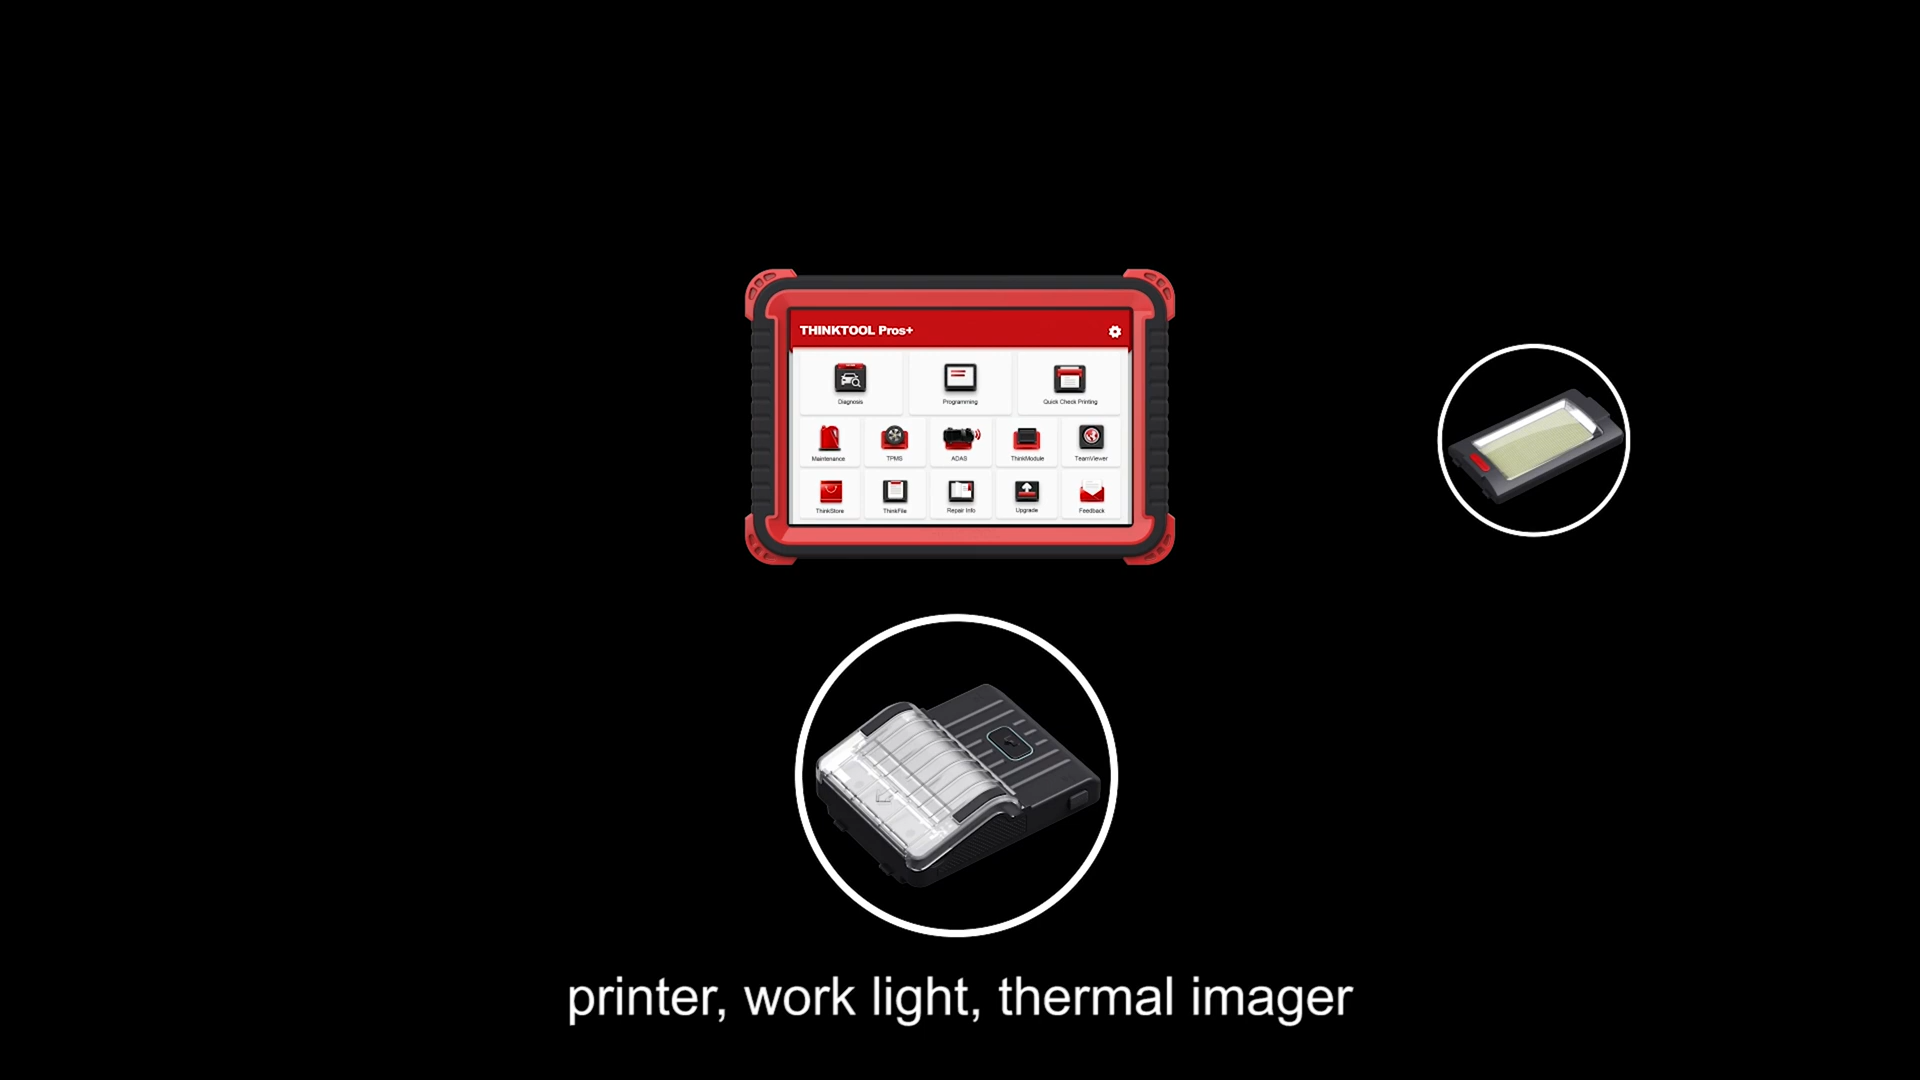 THINKTOOL Pros+
Diagnosis
Programming
Quick Check Printing
Maintenance
TPMS
ADAS
ThinkModule
TeamViewer
ThinkStore
ThinkFile
Repair Info
Upgrade
Feedback
printer, work light, thermal imager